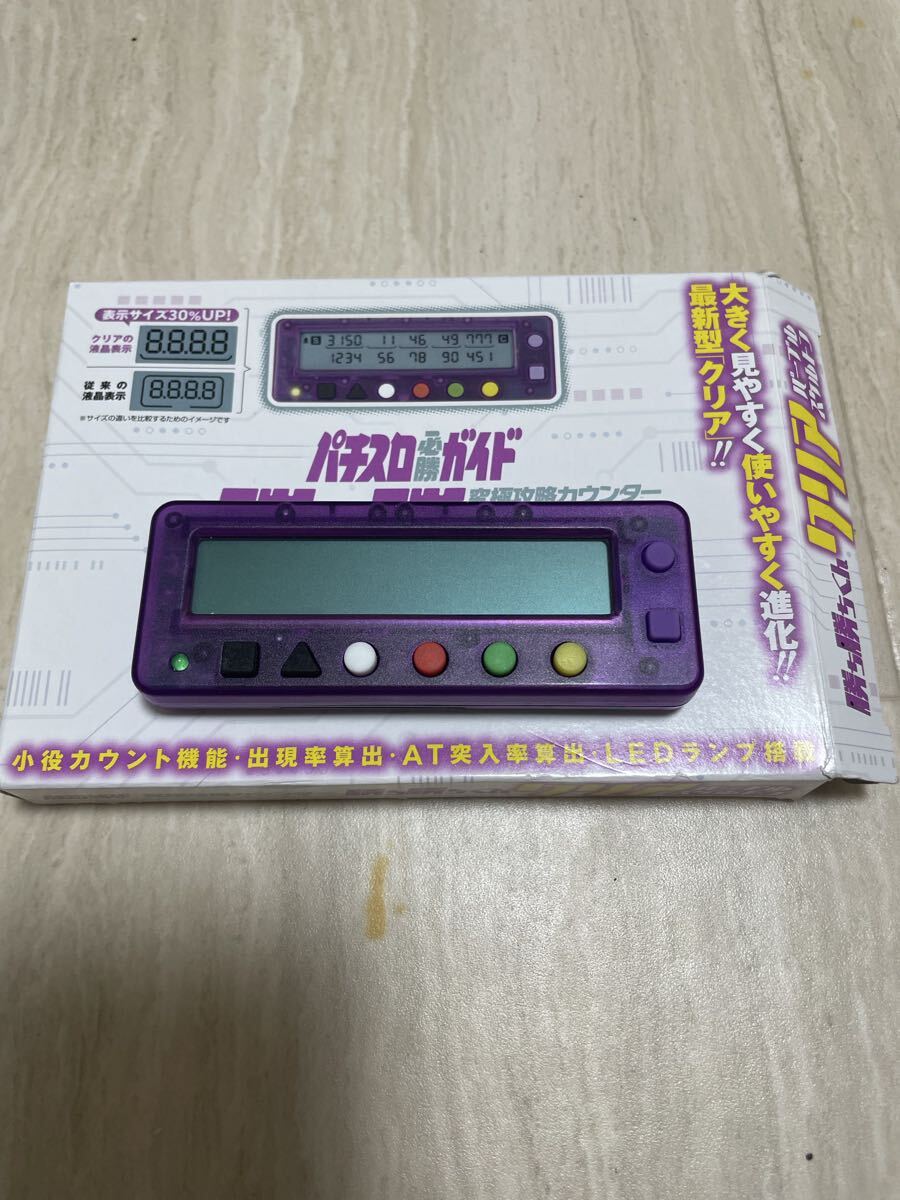 表示サイズ30%UP!
クリアの
液晶表示
8.8.8.8
従来の
液晶表示
8.8.8.8
※サイズの違いを比較するためのイメージです
S 3150 11 46 49 777 C
1234 56 78 90 451
大きく見やすく使いやすく進化!!
最新型「クリア」!!
パチスロ必勝ガイド
究極攻略カウンター
小役カウント機能・出現率算出・AT突入率算出・LEDランプ搭載
勝ち勝ちくん
クリア
パープル
スケルトン